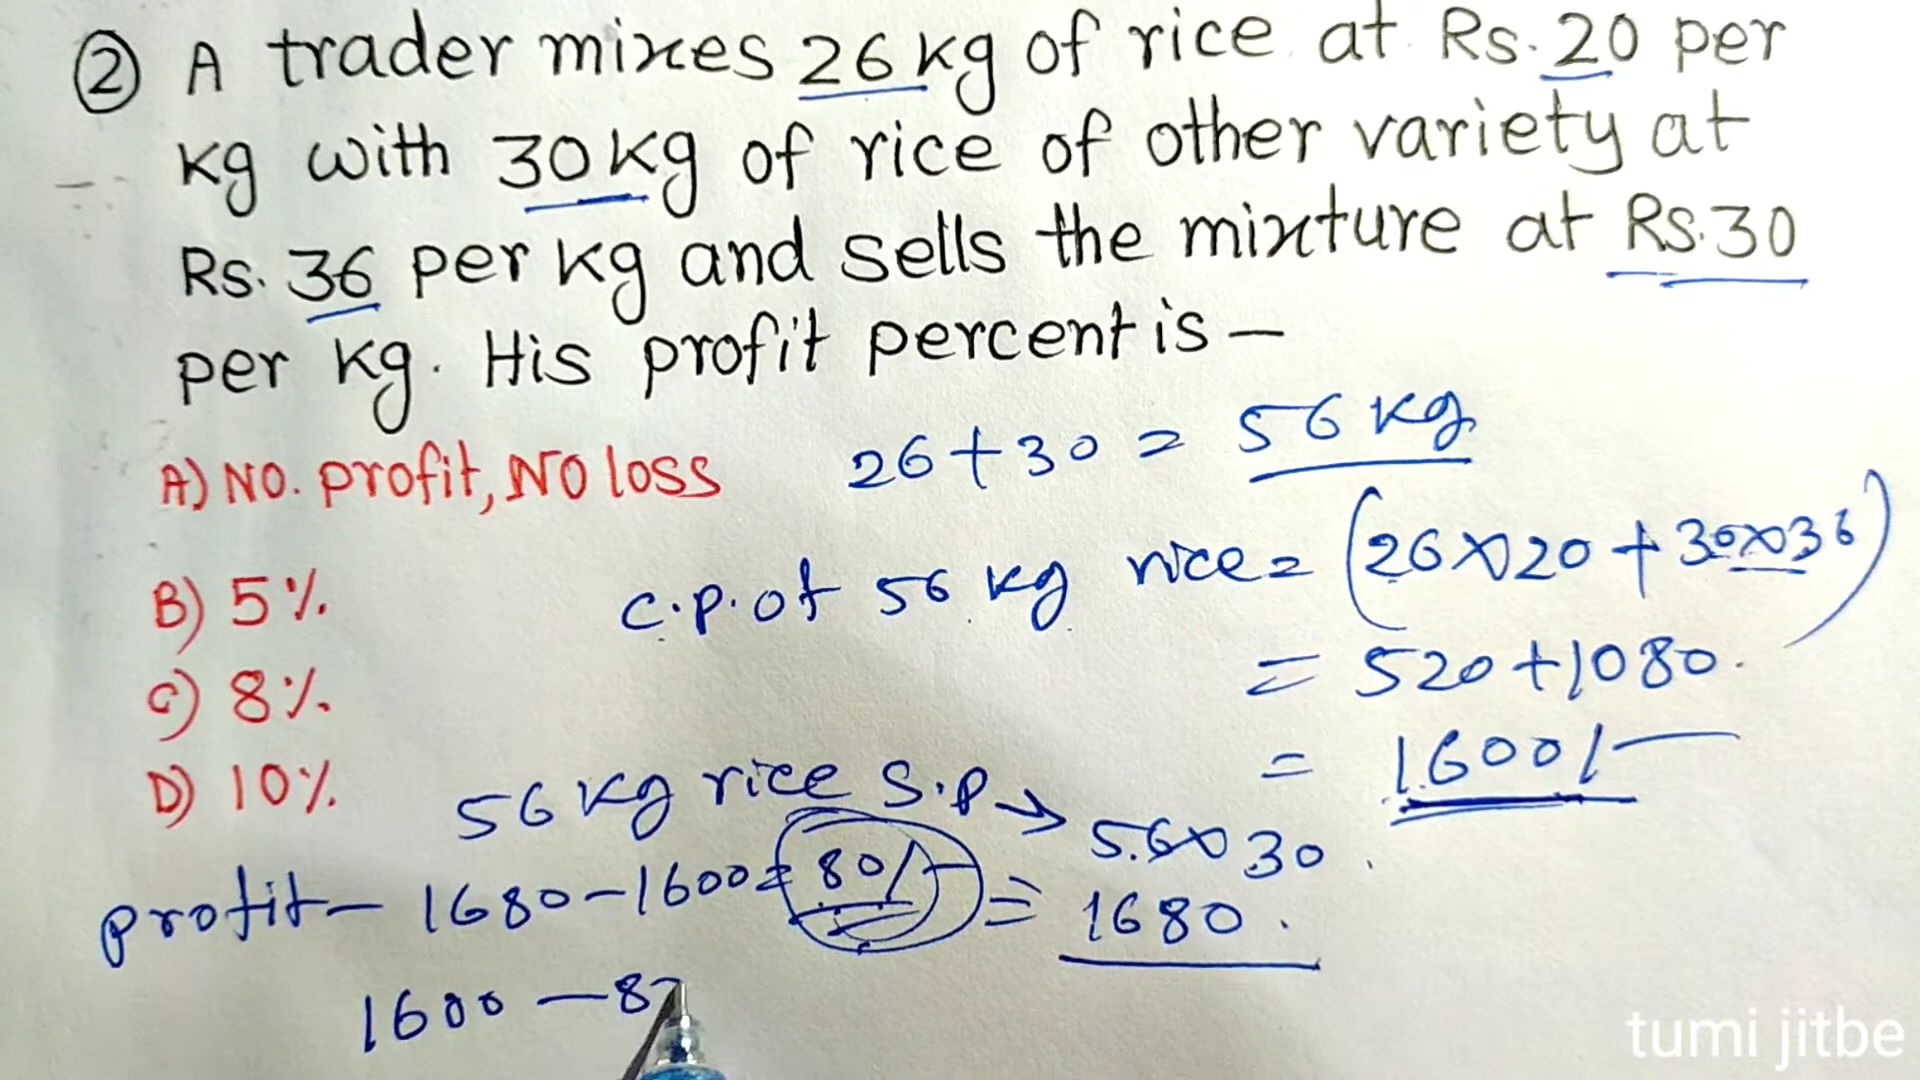 ② A trader mixes 26 kg of rice at Rs. 20 per
kg with 30 kg of rice of other variety at
Rs. 36 per kg and sells the mixture at Rs. 30
per kg. His profit percent is —
A) NO. profit, NO loss
26 + 30 = 56 kg
B) 5%
C.P. of 56 kg rice = (26 × 20 + 30 × 36)
= 520 + 1080.
C) 8%
= 1600/-
D) 10%
56 kg rice S.P → 56 × 30
profit — 1680 - 1600 = 80/-
= 1680.
1600 — 8
tumi jitbe